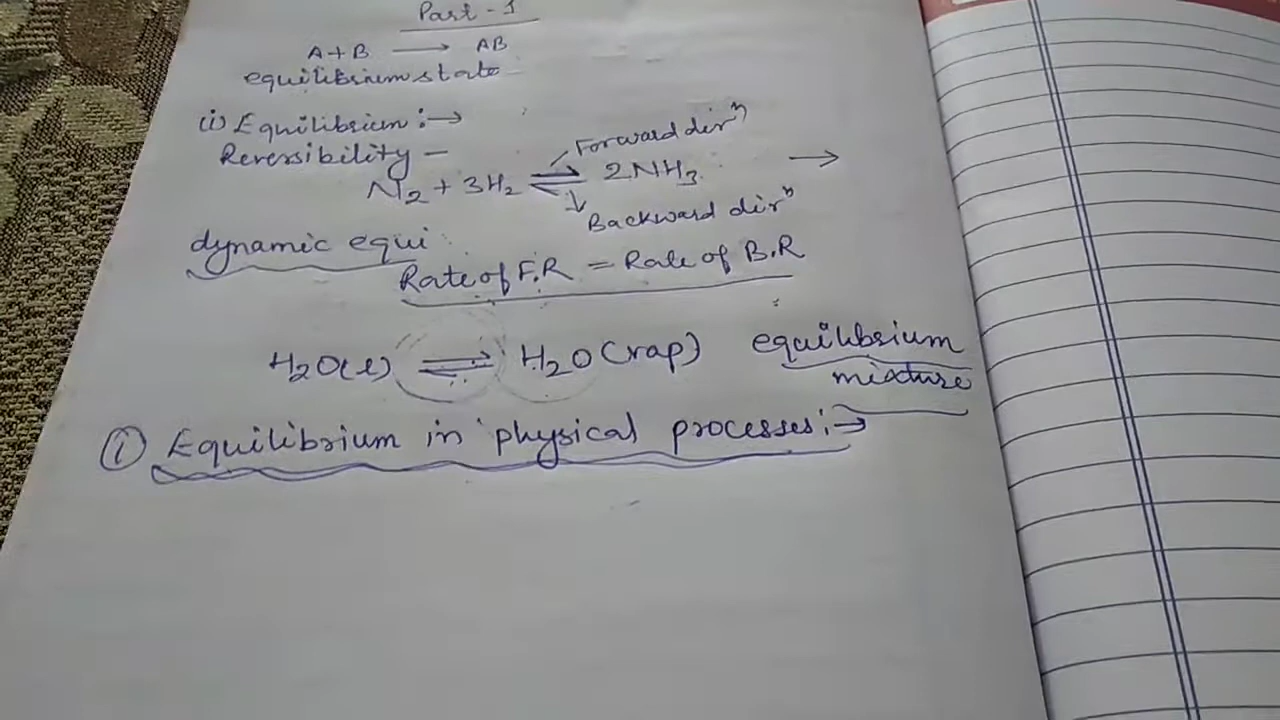 Part - 1
A + B ⟶ AB
equilibrium state
(i) Equilibrium :→
Reversibility —
Forward dirⁿ
N₂ + 3H₂ ⇌ 2NH₃ →
Backward dirⁿ
dynamic equi
Rate of F.R = Rate of B.R
H₂O(l) ⇌ H₂O(vap) equilibrium
mixture
① Equilibrium in physical processes :→